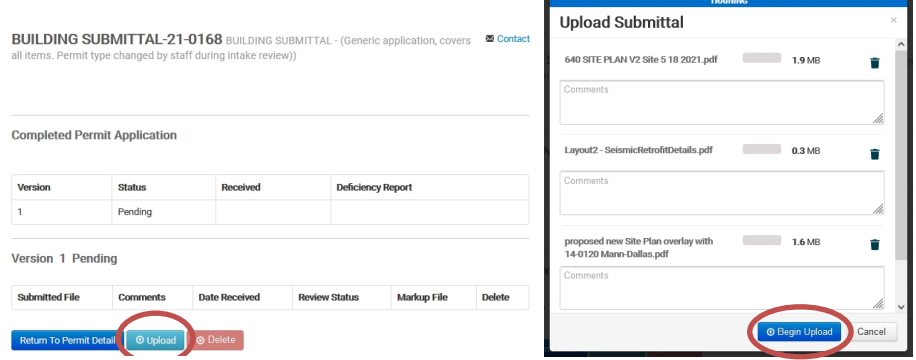 BUILDING SUBMITTAL-21-0168 BUILDING SUBMITTAL - (Generic application, covers
Contact
all items. Permit type changed by staff during intake review))
Completed Permit Application
Version Status Received Deficiency Report
1 Pending
Version 1 Pending
Submitted File Comments Date Received Review Status Markup File Delete
Return To Permit Detail Upload Delete
TRAINING
Upload Submittal ×
640 SITE PLAN V2 Site 5 18 2021.pdf 1.9 MB
Comments
Layout2 - SeismicRetrofitDetails.pdf 0.3 MB
Comments
proposed new Site Plan overlay with 1.6 MB
14-0120 Mann-Dallas.pdf
Comments
Begin Upload Cancel